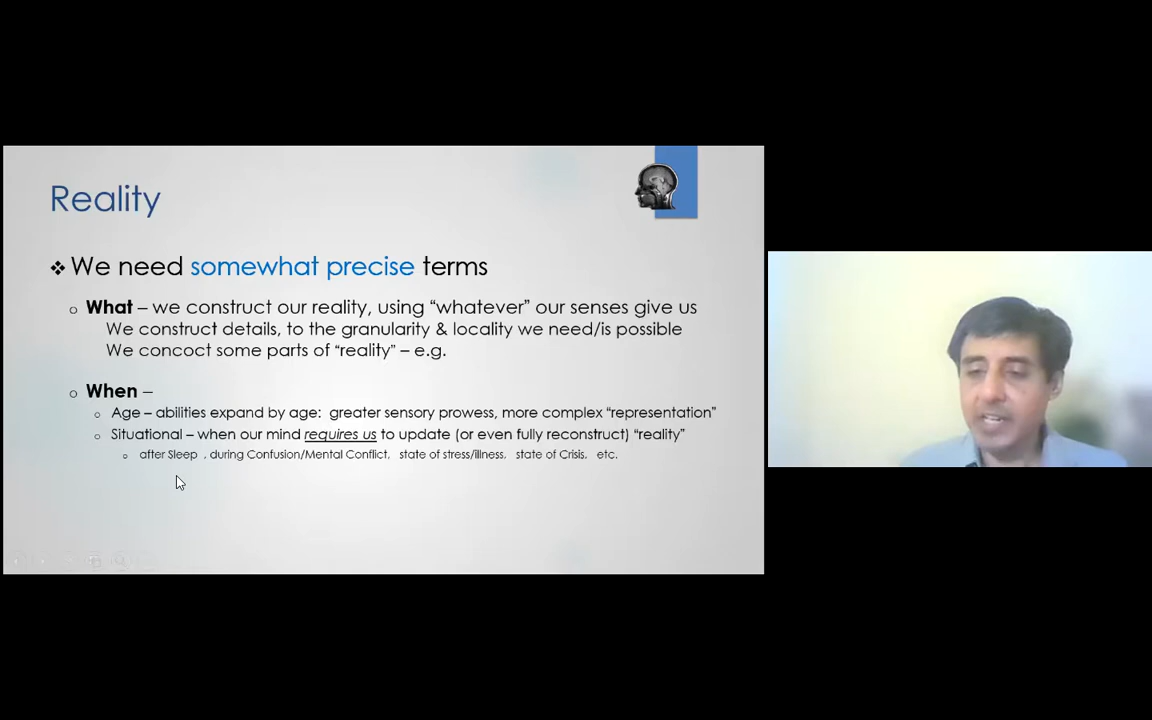 Reality
❖ We need somewhat precise terms
o What – we construct our reality, using “whatever” our senses give us
We construct details, to the granularity & locality we need/is possible
We concoct some parts of “reality” – e.g.
o When –
o Age – abilities expand by age: greater sensory prowess, more complex “representation”
o Situational – when our mind requires us to update (or even fully reconstruct) “reality”
o after Sleep , during Confusion/Mental Conflict, state of stress/illness, state of Crisis. etc.